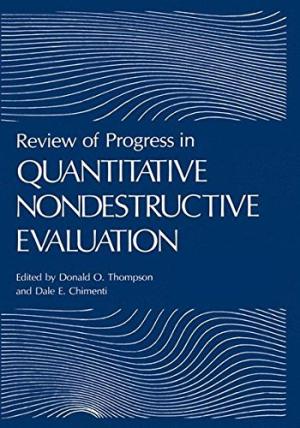 Review of Progress in
QUANTITATIVE
NONDESTRUCTIVE
EVALUATION
Edited by Donald O. Thompson
and Dale E. Chimenti